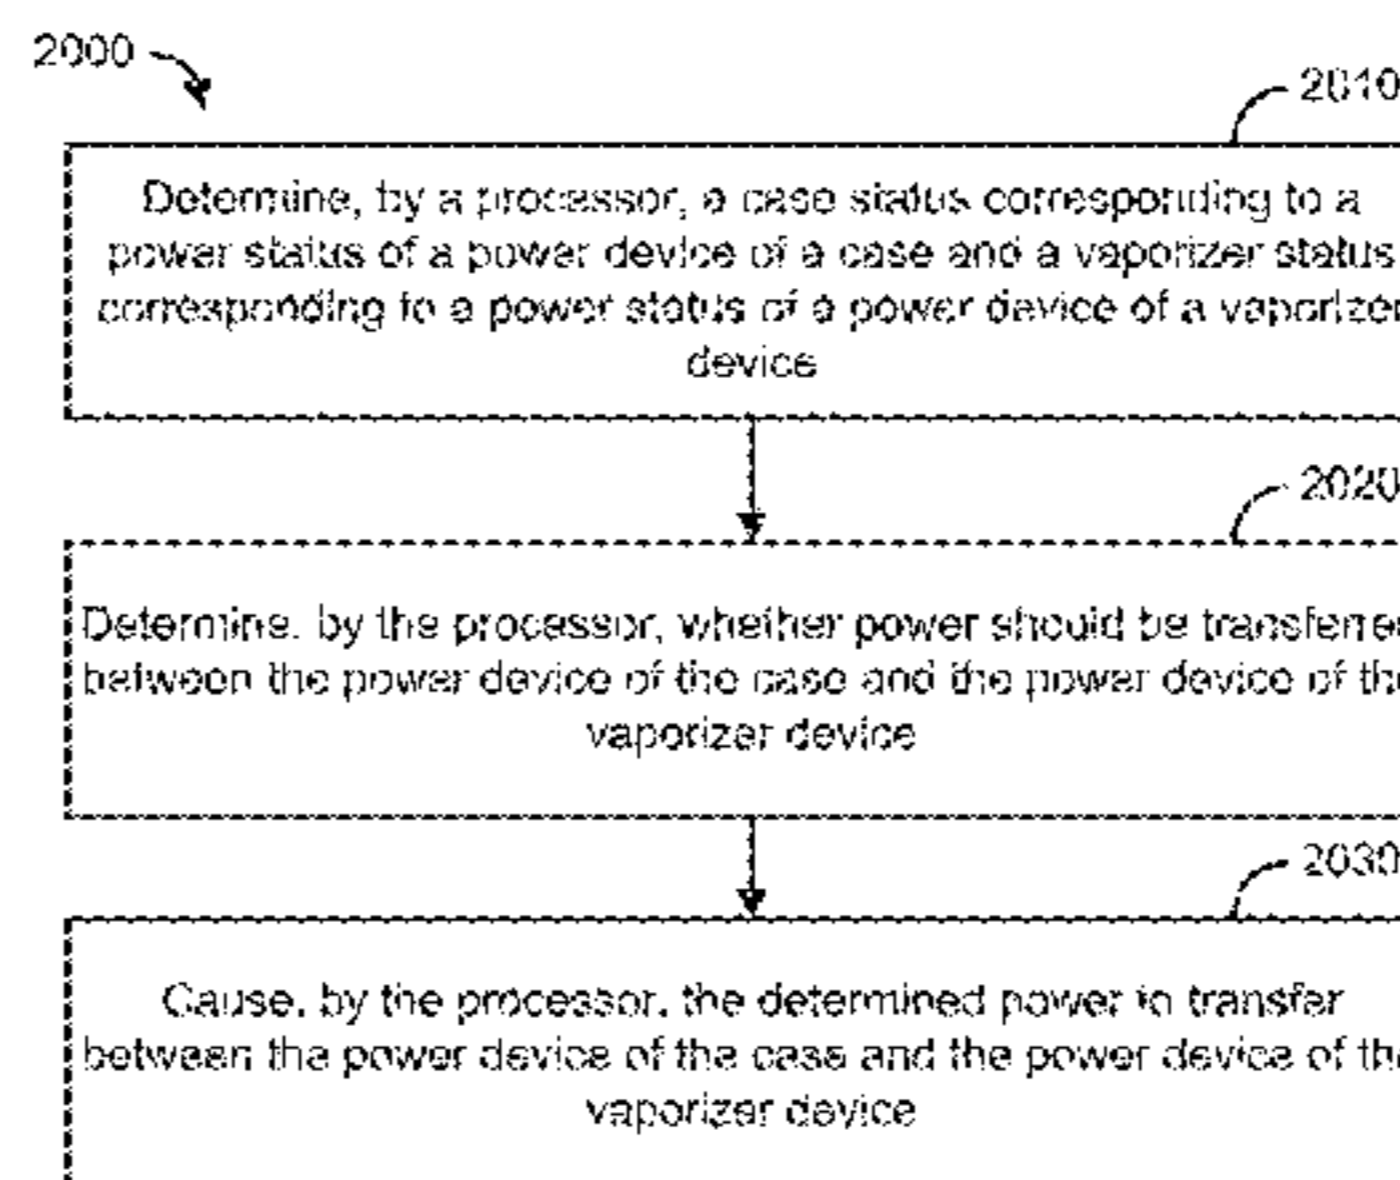 2000
2010
Determine, by a processor, a case status corresponding to a
power status of a power device of a case and a vaporizer status
corresponding to a power status of a power device of a vaporizer
device
2020
Determine, by the processor, whether power should be transferre
between the power device of the case and the power device of the
vaporizer device
2030
Cause, by the processor, the determined power to transfer
between the power device of the case and the power device of the
vaporizer device